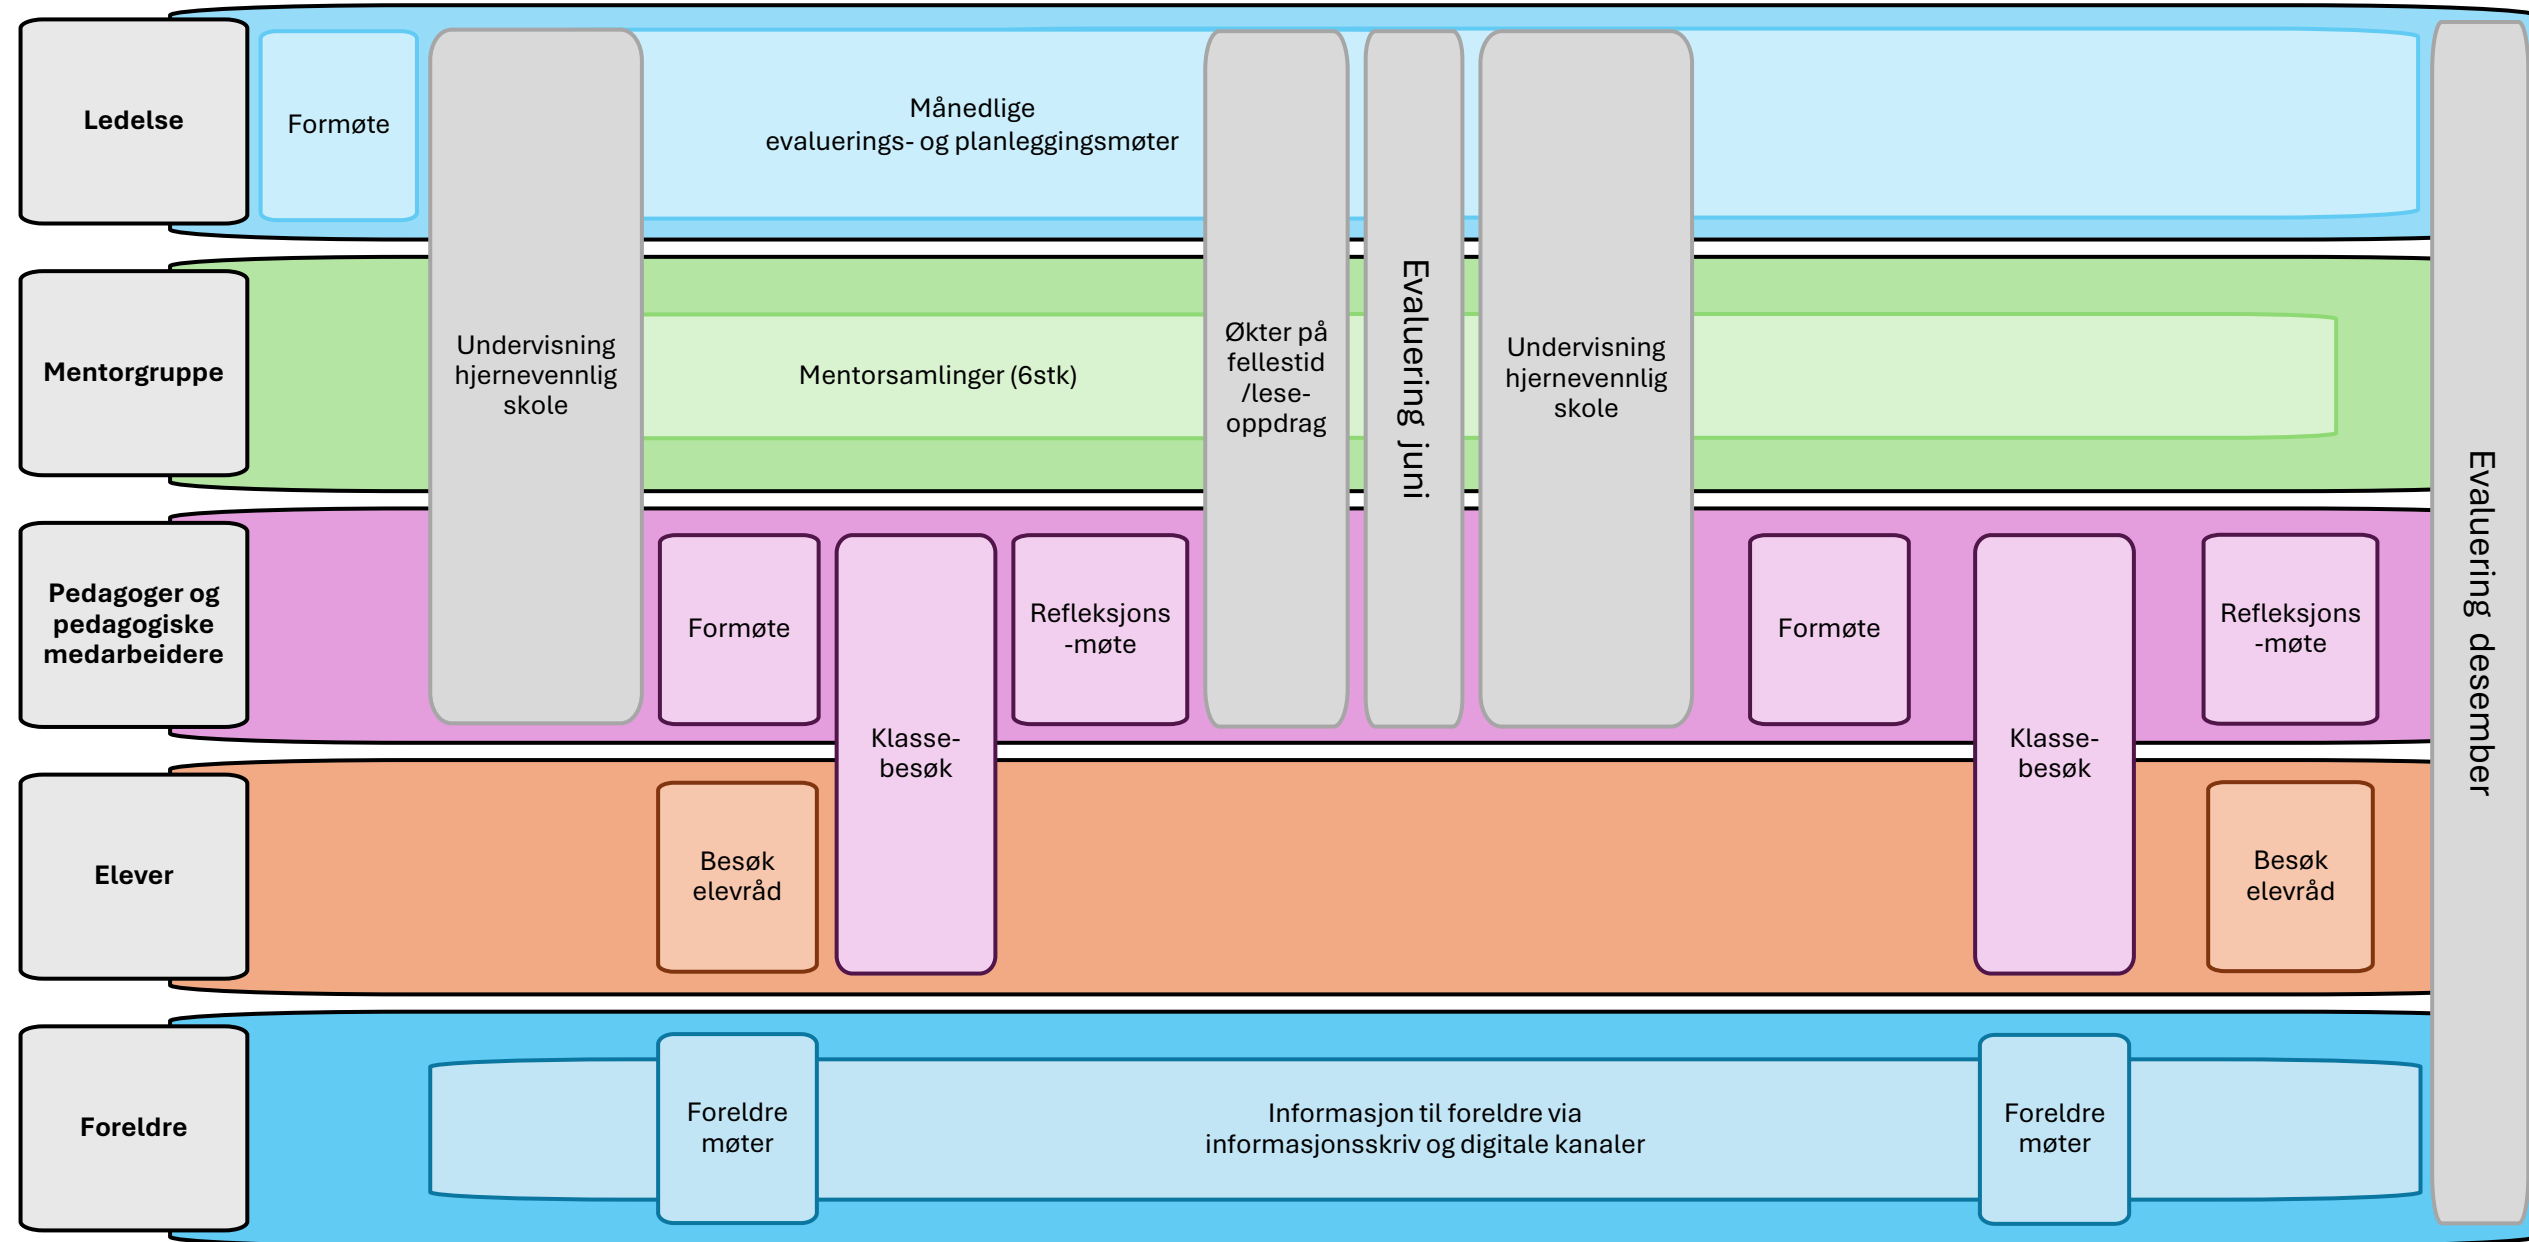 Ledelse
Formøte
Månedlige
evaluerings- og planleggingsmøter
Mentorgruppe
Undervisning
hjernevennlig
skole
Mentorsamlinger (6stk)
Økter på
fellestid
/lese-
oppdrag
Evaluering juni
Undervisning
hjernevennlig
skole
Evaluering desember
Pedagoger og
pedagogiske
medarbeidere
Formøte
Klasse-
besøk
Refleksjons
-møte
Formøte
Klasse-
besøk
Refleksjons
-møte
Elever
Besøk
elevråd
Besøk
elevråd
Foreldre
Foreldre
møter
Informasjon til foreldre via
informasjonsskriv og digitale kanaler
Foreldre
møter